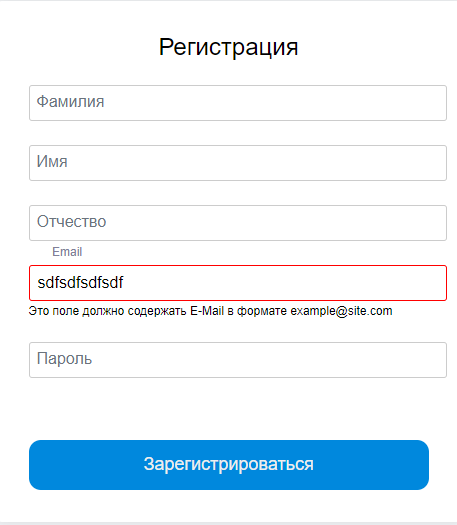 Регистрация
Фамилия
Имя
Отчество
Email
sdfsdfsdfsdf
Это поле должно содержать E-Mail в формате example@site.com
Пароль
Зарегистрироваться